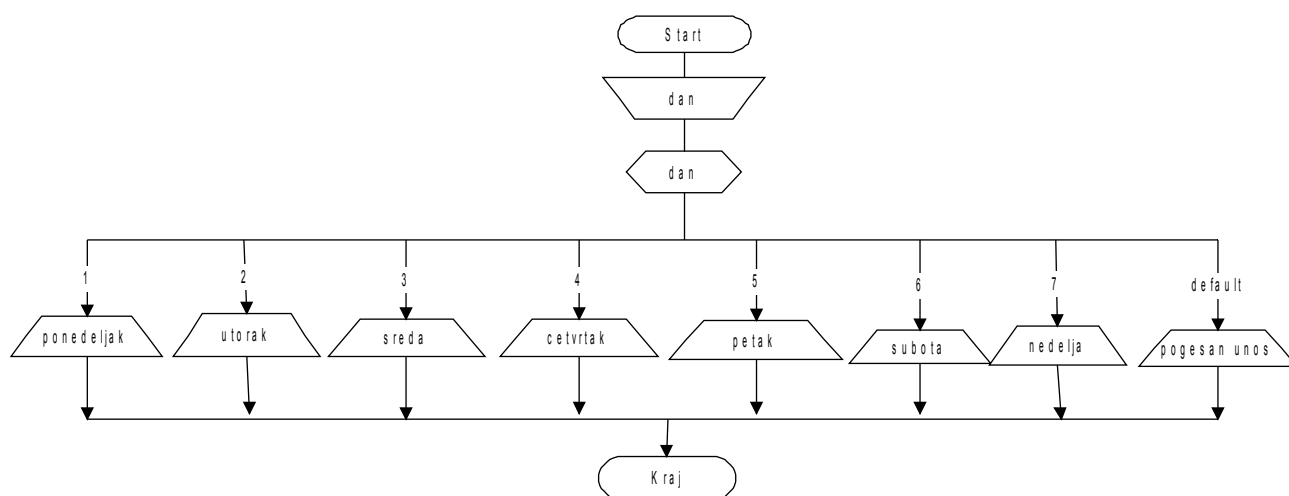 Start
dan
dan
1
2
3
4
5
6
7
default
ponedeljak
utorak
sreda
cetvrtak
petak
subota
nedelja
pogesan unos
Kraj